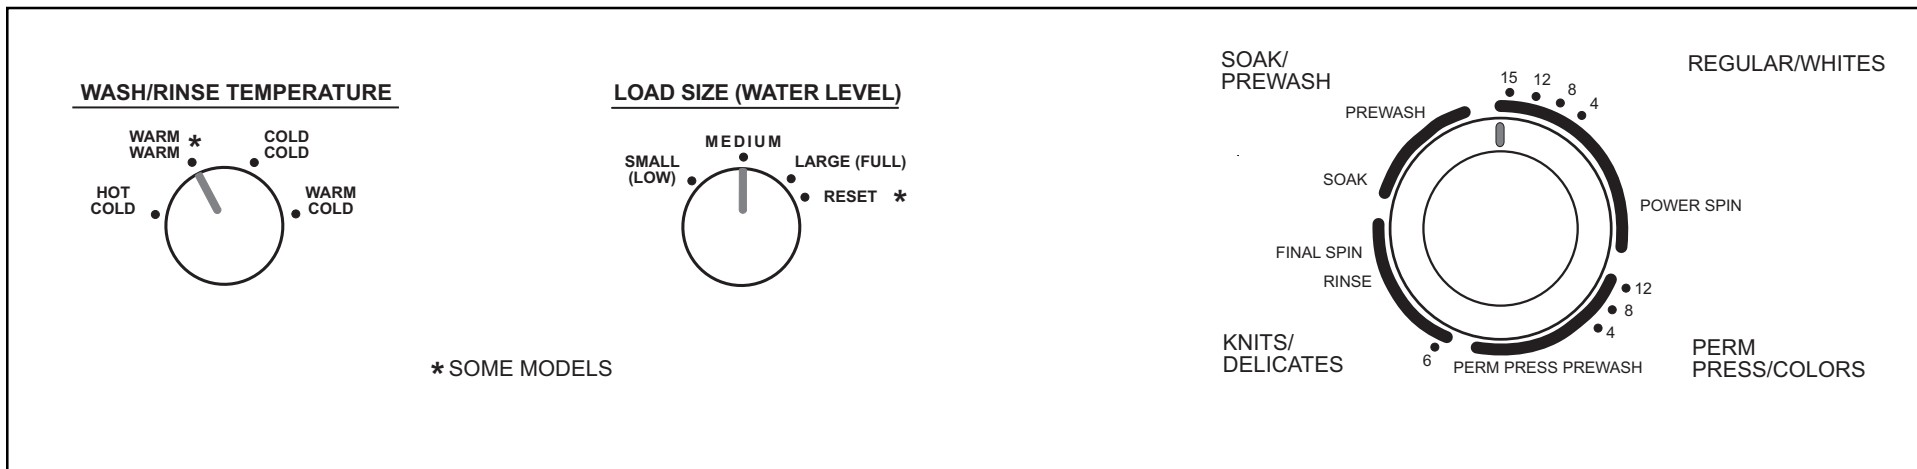 WASH/RINSE TEMPERATURE
WARM *
WARM
COLD
COLD
HOT
COLD
WARM
COLD
LOAD SIZE (WATER LEVEL)
MEDIUM
SMALL
(LOW)
LARGE (FULL)
RESET *
* SOME MODELS
SOAK/
PREWASH
REGULAR/WHITES
15 12 8 4
PREWASH
SOAK
POWER SPIN
FINAL SPIN
RINSE
12
8
4
KNITS/
DELICATES
6
PERM PRESS PREWASH
PERM
PRESS/COLORS